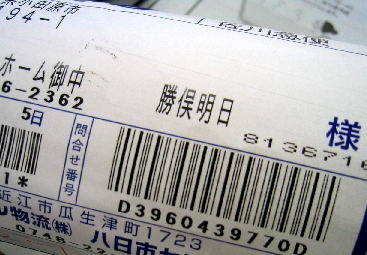 94-1
ホーム御中
6-2362
勝俣明日
様
8136716
5日
問合せ番号
1*
D3960439770D
近江市瓜生津町1723
物流(株)
八日市